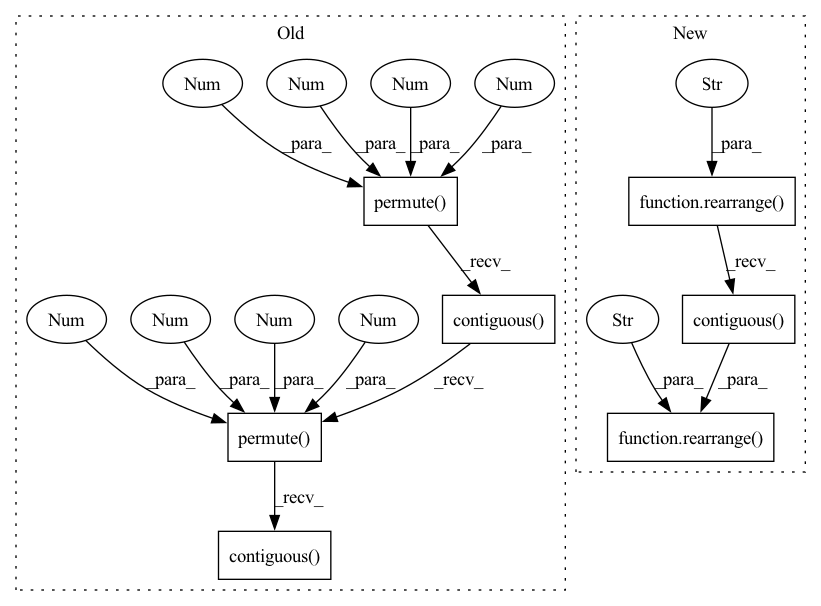 Old
New
Num
Num
Num
Num
Str
_para_
_para_
_para_
_para_
_para_
permute()
function.rearrange()
_recv_
_recv_
Num
Num
Num
Num
contiguous()
Str
contiguous()
_para_
_para_
_para_
_para_
_recv_
_para_
_para_
permute()
function.rearrange()
_recv_
contiguous()